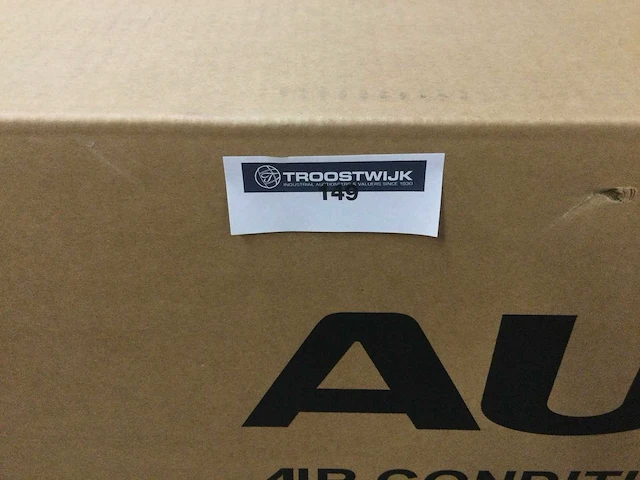 TROOSTWIJK
INDUSTRIAL AUCTIONEERS & VALUERS SINCE 1930
149
AU
AIR CONDITI